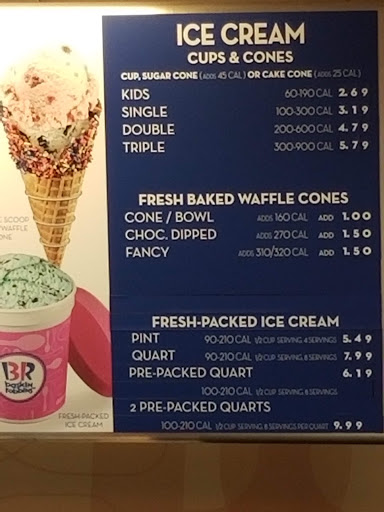 ICE CREAM
CUPS & CONES
CUP, SUGAR CONE (ADDS 45 CAL) OR CAKE CONE (ADDS 25 CAL)
KIDS 60-190 CAL 2.69
SINGLE 100-300 CAL 3.19
DOUBLE 200-600 CAL 4.79
TRIPLE 300-900 CAL 5.79
FRESH BAKED WAFFLE CONES
CONE / BOWL ADDS 160 CAL ADD 1.00
CHOC. DIPPED ADDS 270 CAL ADD 1.50
FANCY ADDS 310/320 CAL ADD 1.50
SCOOP
WAFFLE
ONE
FRESH-PACKED ICE CREAM
PINT 90-210 CAL 1/2 CUP SERVING, 4 SERVINGS 5.49
QUART 90-210 CAL 1/2 CUP SERVING, 8 SERVINGS 7.99
PRE-PACKED QUART 6.19
100-210 CAL 1/2 CUP SERVING, 8 SERVINGS
2 PRE-PACKED QUARTS
100-210 CAL 1/2 CUP SERVING, 8 SERVINGS PER QUART 9.99
BR
baskin
robbins
FRESH-PACKED
ICE CREAM